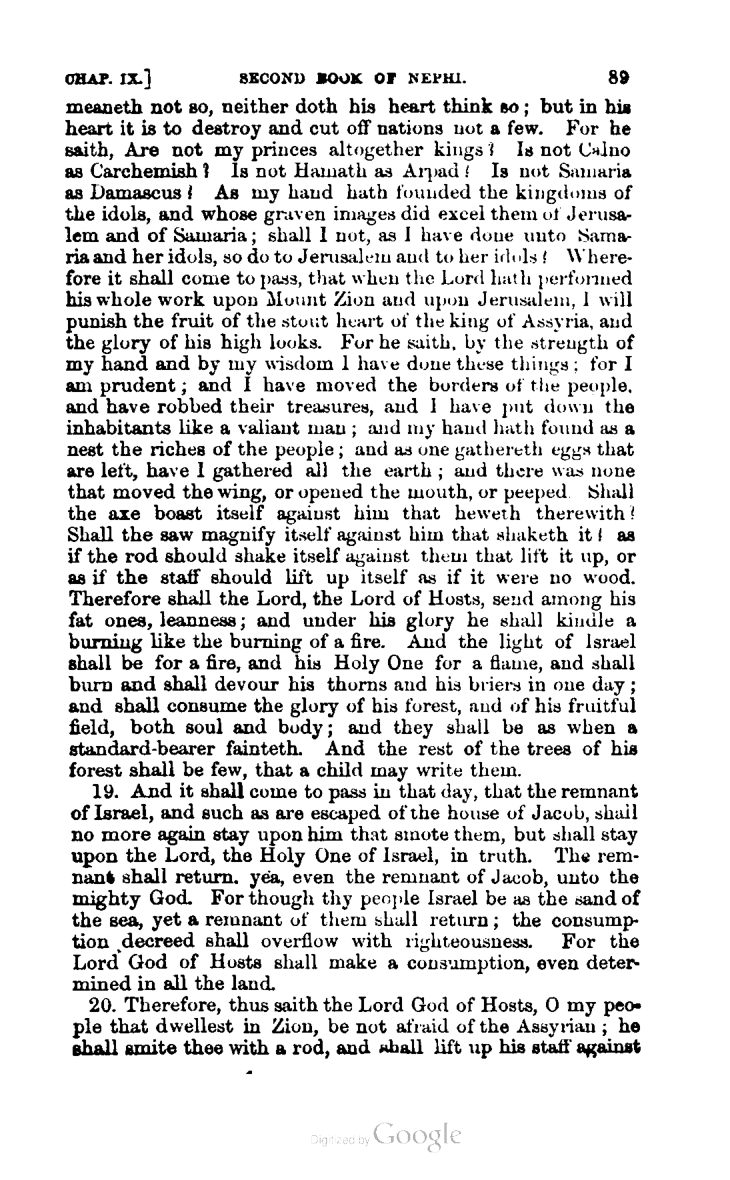 CHAP. IX.] SECOND BOOK OF NEPHI. 89
meaneth not so, neither doth his heart think so; but in his
heart it is to destroy and cut off nations not a few. For he
saith, Are not my princes altogether kings? Is not Calno
as Carchemish? Is not Hamath as Arpad? Is not Samaria
as Damascus? As my hand hath founded the kingdoms of
the idols, and whose graven images did excel them of Jerusa-
lem and of Samaria; shall I not, as I have done unto Sama-
ria and her idols, so do to Jerusalem and to her idols? Where-
fore it shall come to pass, that when the Lord hath performed
his whole work upon Mount Zion and upon Jerusalem, I will
punish the fruit of the stout heart of the king of Assyria, and
the glory of his high looks. For he saith, by the strength of
my hand and by my wisdom I have done these things; for I
am prudent; and I have moved the borders of the people,
and have robbed their treasures, and I have put down the
inhabitants like a valiant man; and my hand hath found as a
nest the riches of the people; and as one gathereth eggs that
are left, have I gathered all the earth; and there was none
that moved the wing, or opened the mouth, or peeped. Shall
the axe boast itself against him that heweth therewith?
Shall the saw magnify itself against him that shaketh it? as
if the rod should shake itself against them that lift it up, or
as if the staff should lift up itself as if it were no wood.
Therefore shall the Lord, the Lord of Hosts, send among his
fat ones, leanness; and under his glory he shall kindle a
burning like the burning of a fire. And the light of Israel
shall be for a fire, and his Holy One for a flame, and shall
burn and shall devour his thorns and his briers in one day;
and shall consume the glory of his forest, and of his fruitful
field, both soul and body; and they shall be as when a
standard-bearer fainteth. And the rest of the trees of his
forest shall be few, that a child may write them.
19. And it shall come to pass in that day, that the remnant
of Israel, and such as are escaped of the house of Jacob, shall
no more again stay upon him that smote them, but shall stay
upon the Lord, the Holy One of Israel, in truth. The rem-
nant shall return. yea, even the remnant of Jacob, unto the
mighty God. For though thy people Israel be as the sand of
the sea, yet a remnant of them shall return; the consump-
tion decreed shall overflow with righteousness. For the
Lord God of Hosts shall make a consumption, even deter-
mined in all the land.
20. Therefore, thus saith the Lord God of Hosts, O my peo-
ple that dwellest in Zion, be not afraid of the Assyrian; he
shall smite thee with a rod, and shall lift up his staff against
Digitized by Google